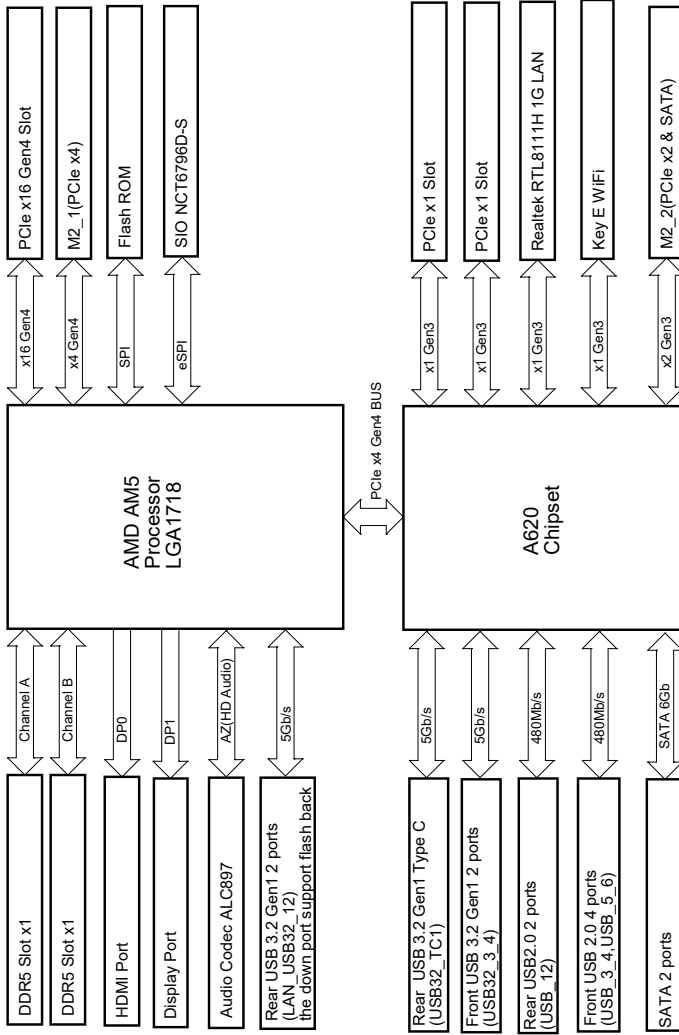 DDR5 Slot x1
DDR5 Slot x1
HDMI Port
Display Port
Audio Codec ALC897
Rear USB 3.2 Gen1 2 ports
(LAN_USB32_12)
the down port support flash back
Channel A
Channel B
DP0
DP1
AZ(HD Audio)
5Gb/s
AMD AM5
Processor
LGA1718
x16 Gen4
x4 Gen4
SPI
eSPI
PCIe x16 Gen4 Slot
M2_1(PCIe x4)
Flash ROM
SIO NCT6796D-S
PCIe x4 Gen4 BUS
Rear USB 3.2 Gen1 Type C
(USB32_TC1)
Front USB 3.2 Gen1 2 ports
(USB32_3_4)
Rear USB2.0 2 ports
(USB_12)
Front USB 2.0 4 ports
(USB_3_4,USB_5_6)
SATA 2 ports
5Gb/s
5Gb/s
480Mb/s
480Mb/s
SATA 6Gb
A620
Chipset
x1 Gen3
x1 Gen3
x1 Gen3
x1 Gen3
x2 Gen3
PCIe x1 Slot
PCIe x1 Slot
Realtek RTL8111H 1G LAN
Key E WiFi
M2_2(PCIe x2 & SATA)